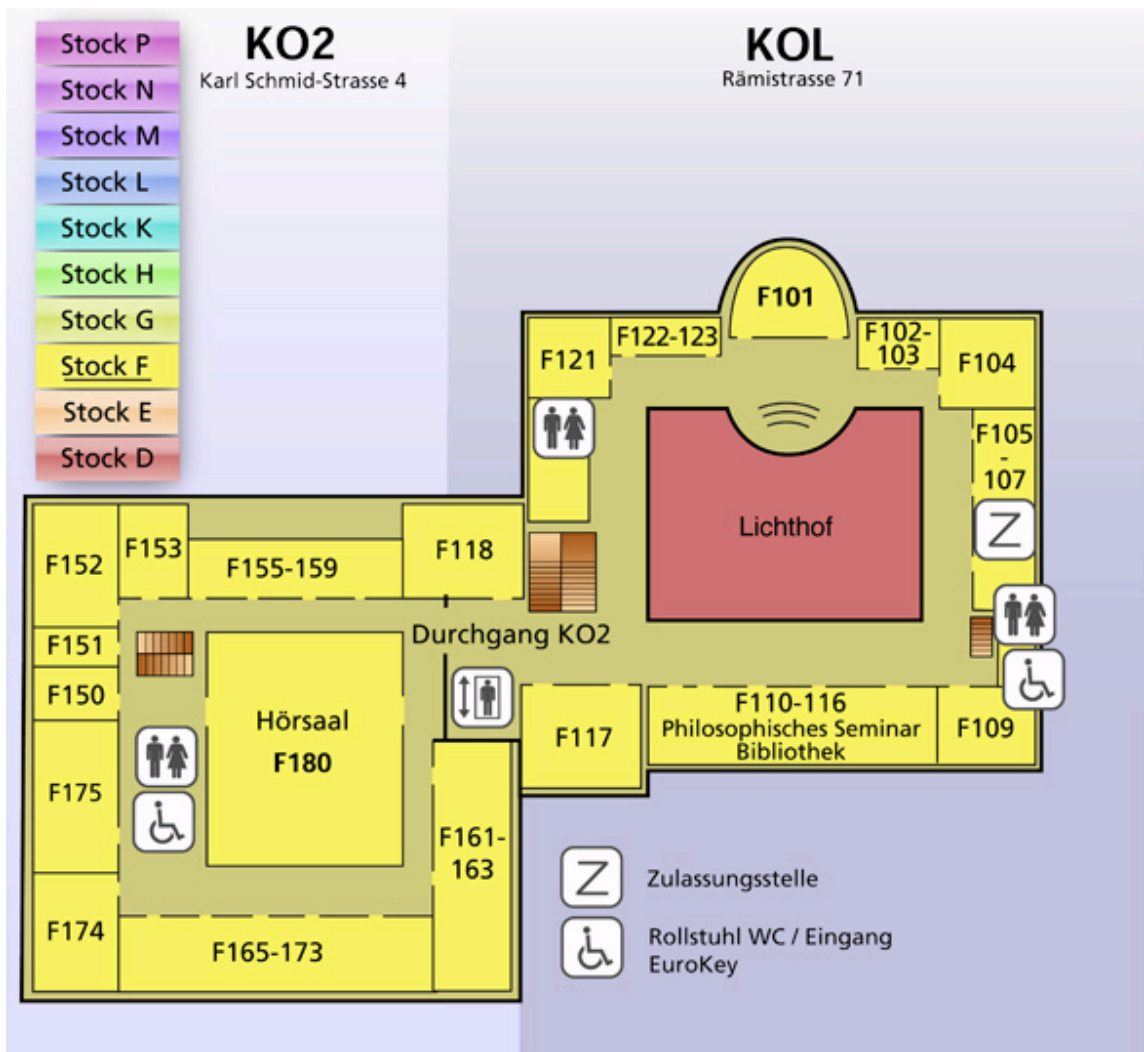 Stock P
Stock N
Stock M
Stock L
Stock K
Stock H
Stock G
Stock F
Stock E
Stock D
KO2
Karl Schmid-Strasse 4
KOL
Rämistrasse 71
F101
F122-123
F102-
103
F121
F104
F105
-
107
Lichthof
Z
F152
F153
F155-159
F118
F151
F150
Durchgang KO2
Hörsaal
F180
F175
F174
F161-
163
F165-173
F117
F110-116
Philosophisches Seminar
Bibliothek
F109
Z
Zulassungsstelle
Rollstuhl WC / Eingang
EuroKey